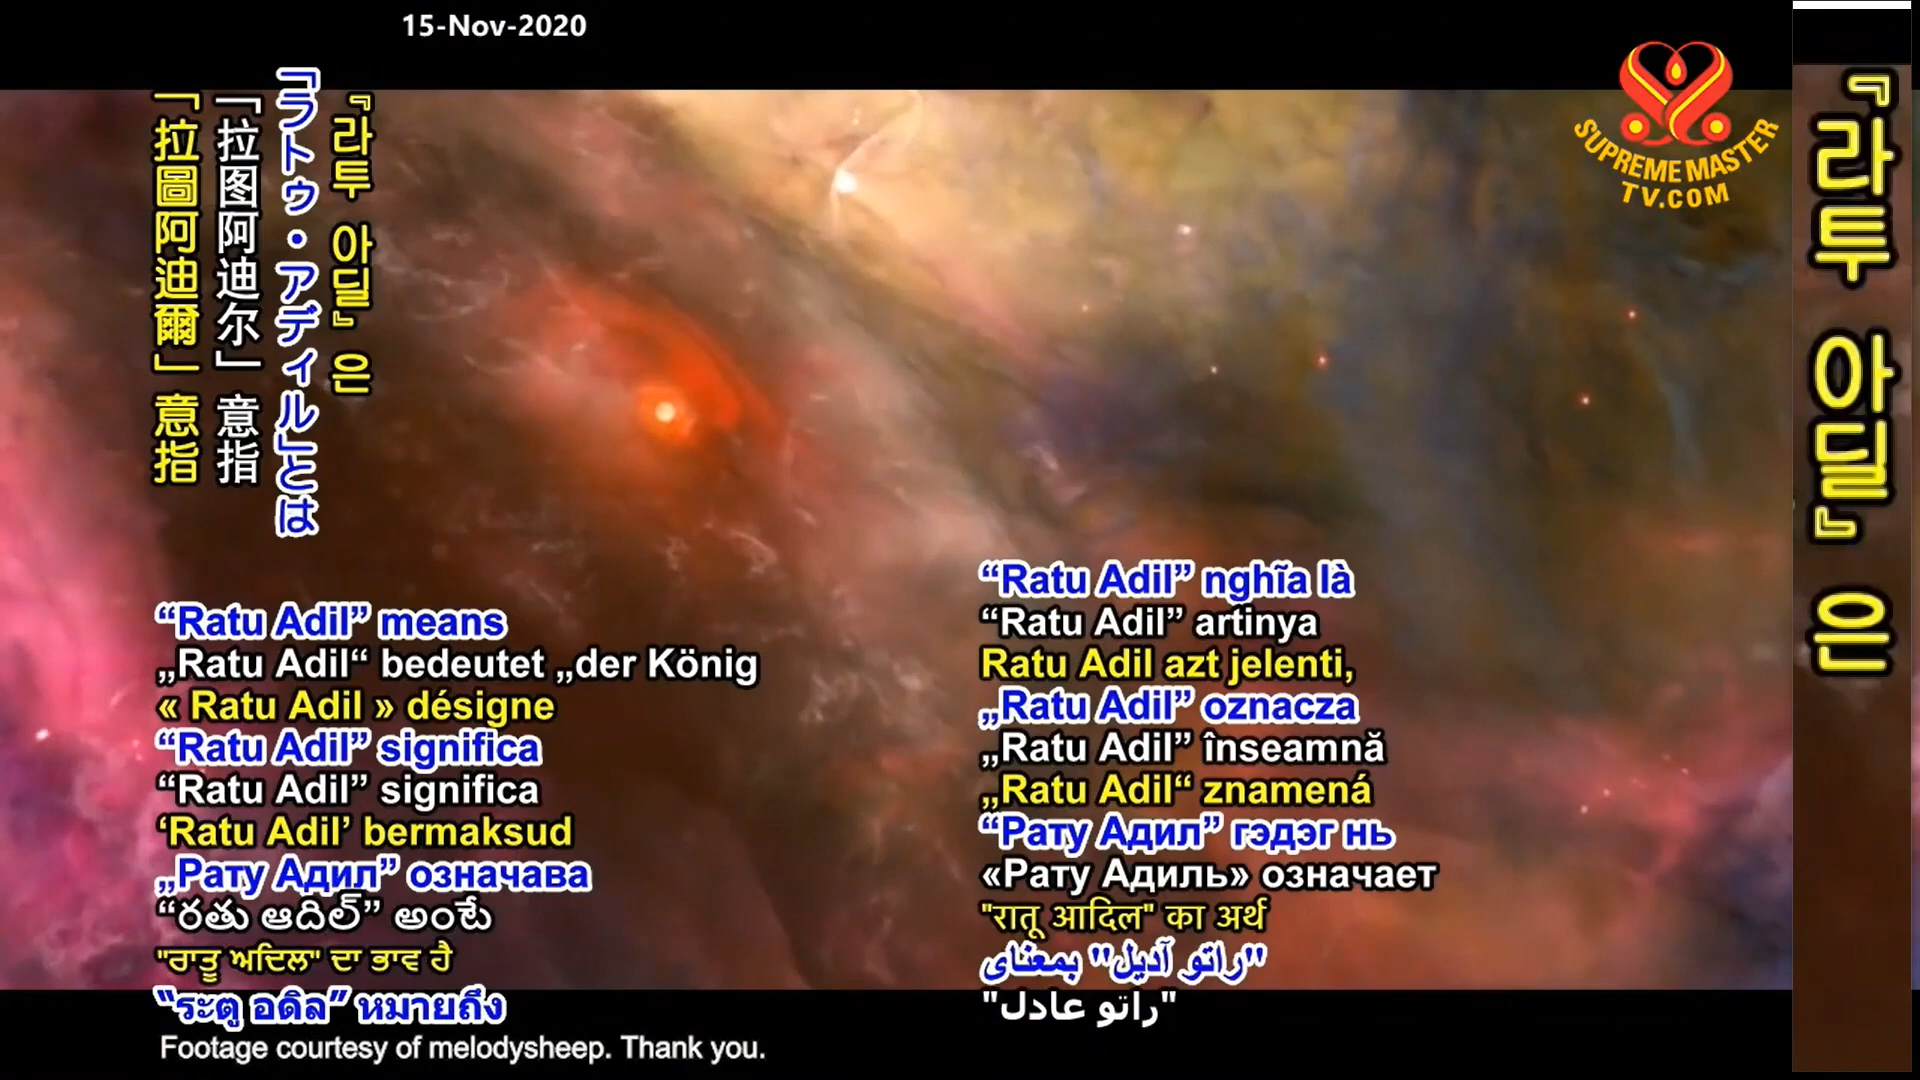 15-Nov-2020
SUPREME MASTER
TV.COM
『라투 아딜』은
「ラトゥ・アディル」とは
「拉图阿迪尔」意指
「拉圖阿迪爾」意指
『라투 아딜』은
“Ratu Adil” means
„Ratu Adil“ bedeutet „der König
« Ratu Adil » désigne
“Ratu Adil” significa
“Ratu Adil” significa
‘Ratu Adil’ bermaksud
„Рату Адил” означава
“రతు ఆదిల్” అంటే
"ਰਾਤੂ ਅਦਿਲ" ਦਾ ਭਾਵ ਹੈ
“ระตู อดิล” หมายถึง
Footage courtesy of melodysheep. Thank you.
“Ratu Adil” nghĩa là
“Ratu Adil” artinya
Ratu Adil azt jelenti,
„Ratu Adil” oznacza
„Ratu Adil” înseamnă
„Ratu Adil“ znamená
“Рату Адил” гэдэг нь
«Рату Адиль» означает
"रातू आदिल" का अर्थ
"راتو آدیل" بمعنای
"راتو عادل"